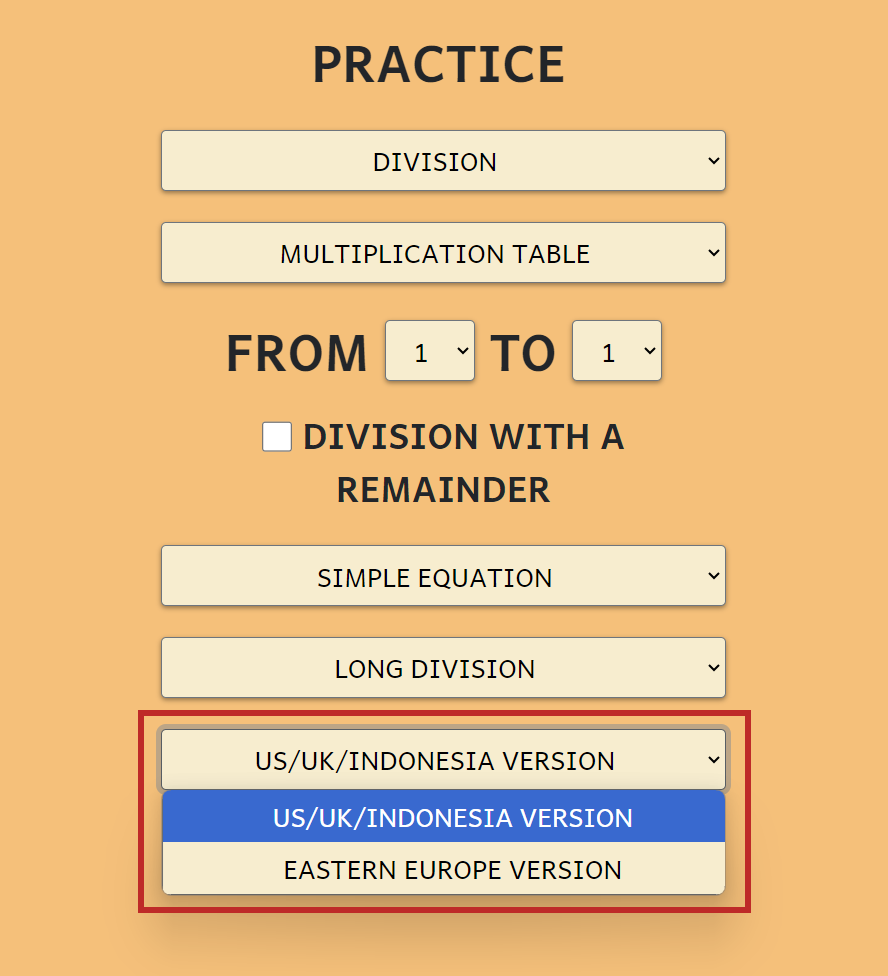 PRACTICE
DIVISION
MULTIPLICATION TABLE
FROM 1 TO 1
DIVISION WITH A
REMAINDER
SIMPLE EQUATION
LONG DIVISION
US/UK/INDONESIA VERSION
US/UK/INDONESIA VERSION
EASTERN EUROPE VERSION